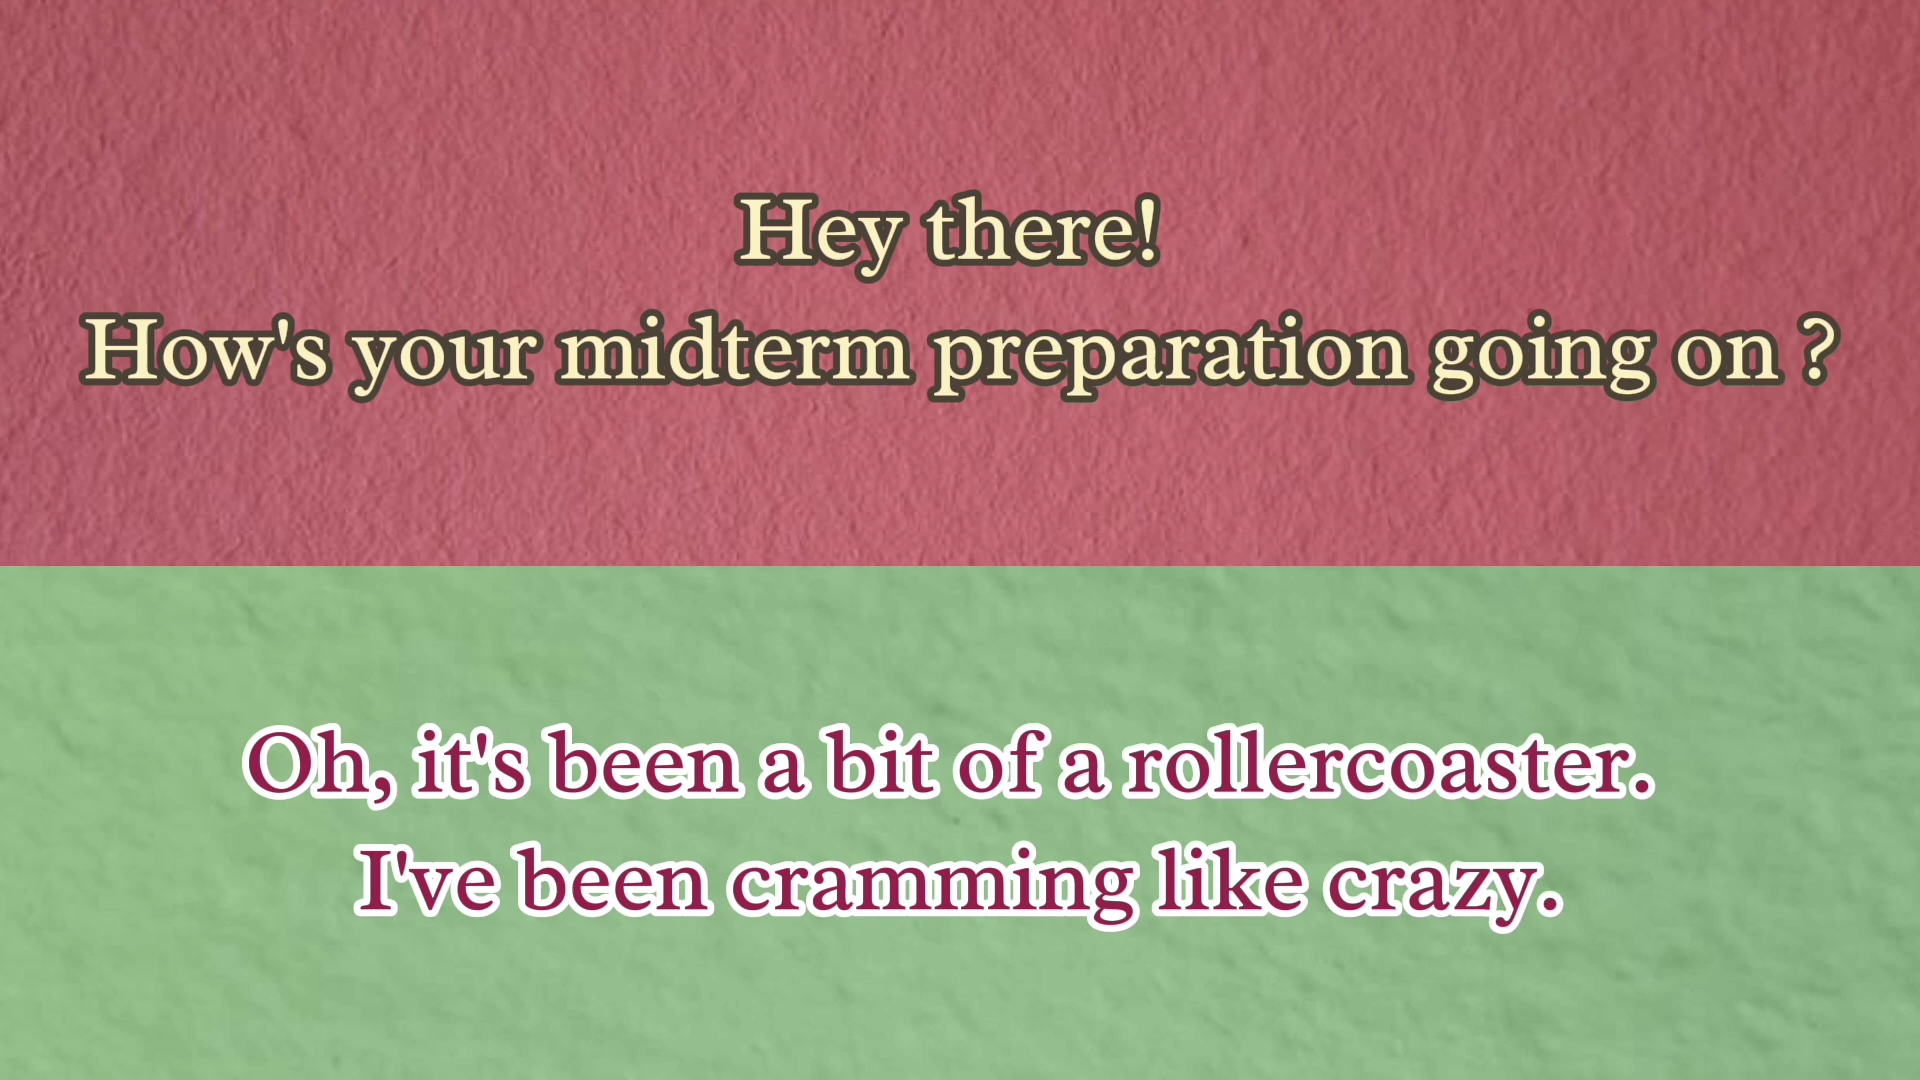 Hey there!
How's your midterm preparation going on ?
Oh, it's been a bit of a rollercoaster.
I've been cramming like crazy.